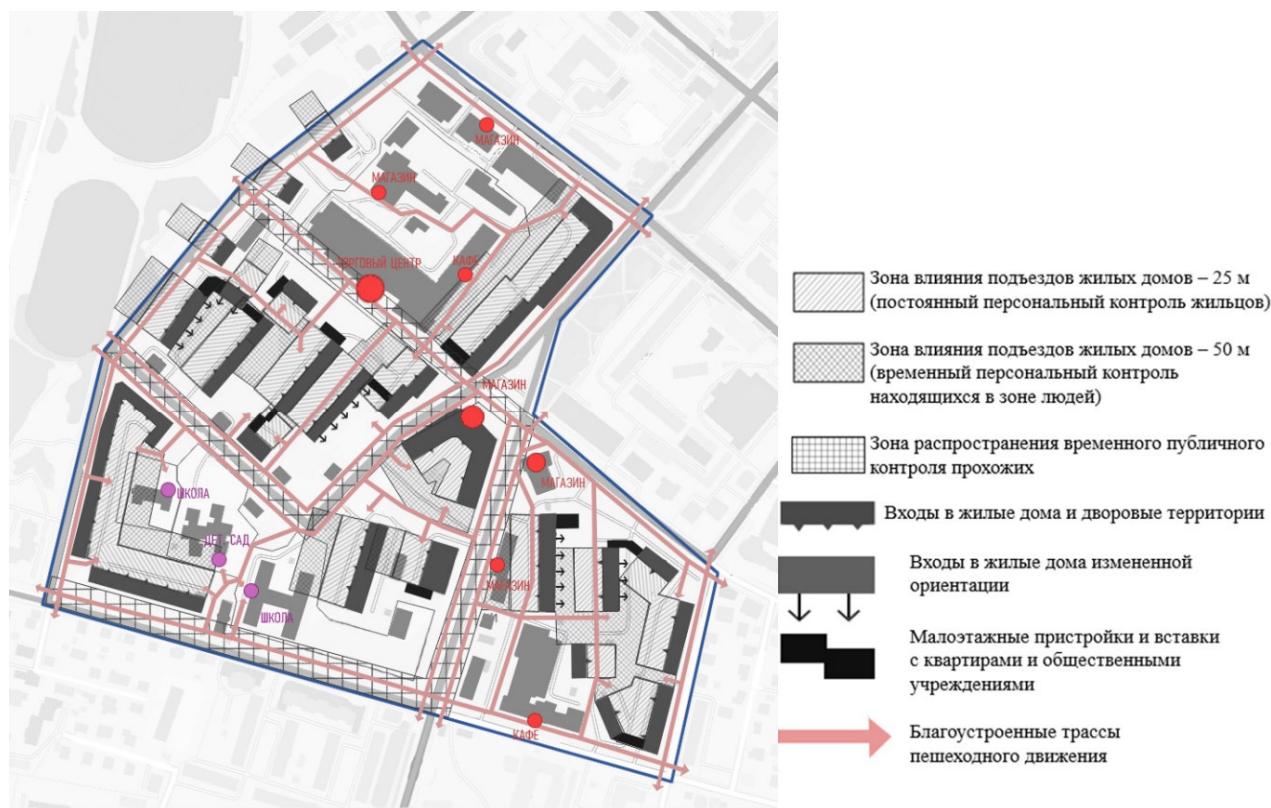 МАГАЗИН
МАГАЗИН
ТОРГОВЫЙ ЦЕНТР
КАФЕ
МАГАЗИН
МАГАЗИН
ШКОЛА
ДЕТ. САД
МАГАЗИН
ШКОЛА
КАФЕ
Зона влияния подъездов жилых домов – 25 м
(постоянный персональный контроль жильцов)
Зона влияния подъездов жилых домов – 50 м
(временный персональный контроль
находящихся в зоне людей)
Зона распространения временного публичного
контроля прохожих
Входы в жилые дома и дворовые территории
Входы в жилые дома измененной
ориентации
Малоэтажные пристройки и вставки
с квартирами и общественными
учреждениями
Благоустроенные трассы
пешеходного движения